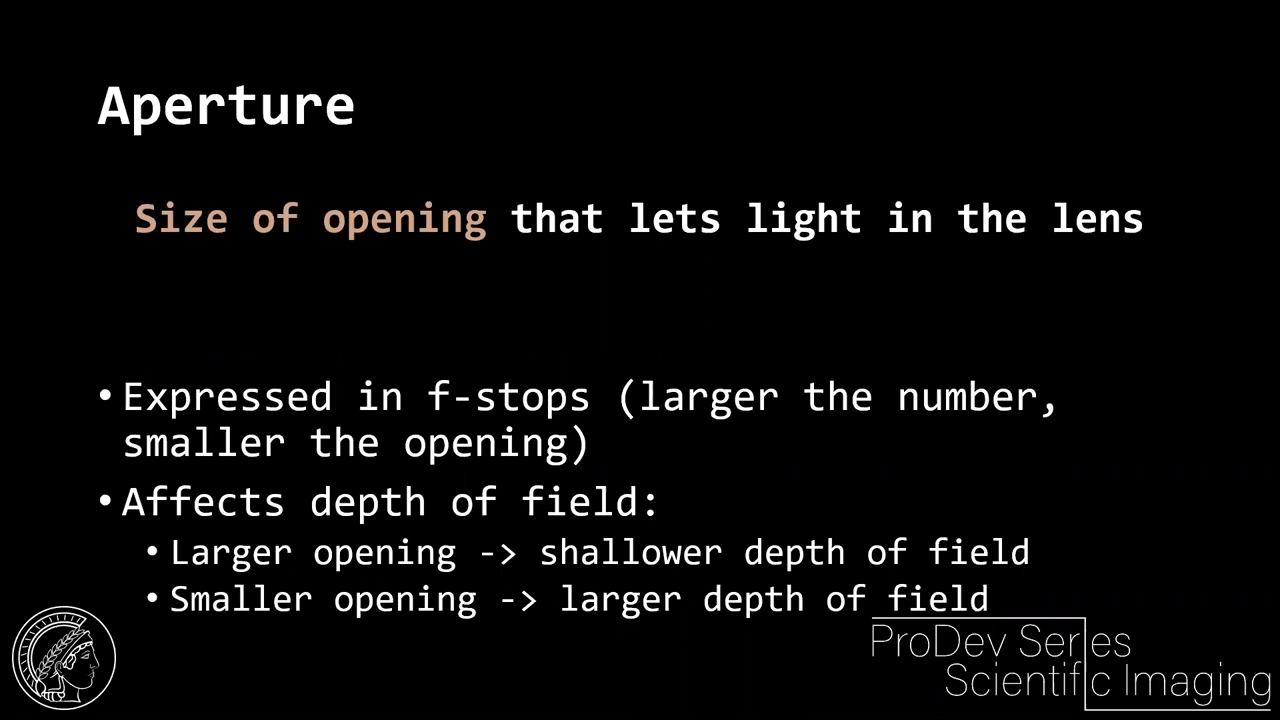 Aperture
Size of opening that lets light in the lens
• Expressed in f-stops (larger the number,
smaller the opening)
• Affects depth of field:
• Larger opening -> shallower depth of field
• Smaller opening -> larger depth of field
ProDev Series
Scientific Imaging